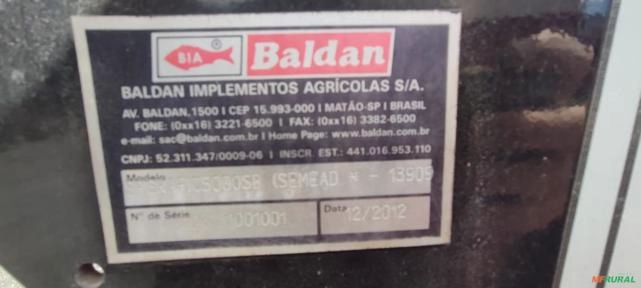 BIA Baldan
BALDAN IMPLEMENTOS AGRÍCOLAS S/A.
AV. BALDAN, 1500 I CEP 15.993-000 I MATÃO-SP I BRASIL
FONE: (0xx16) 3221-6500 I FAX: (0xx16) 3382-6500
e-mail: sac@baldan.com.br I Home Page: www.baldan.com.br
CNPJ: 52.311.347/0009-06 I INSCR. EST.: 441.016.953.110
Modelo
(SEMEAD - 13909
N° de Série 001001 Data 12/2012
MFRURAL